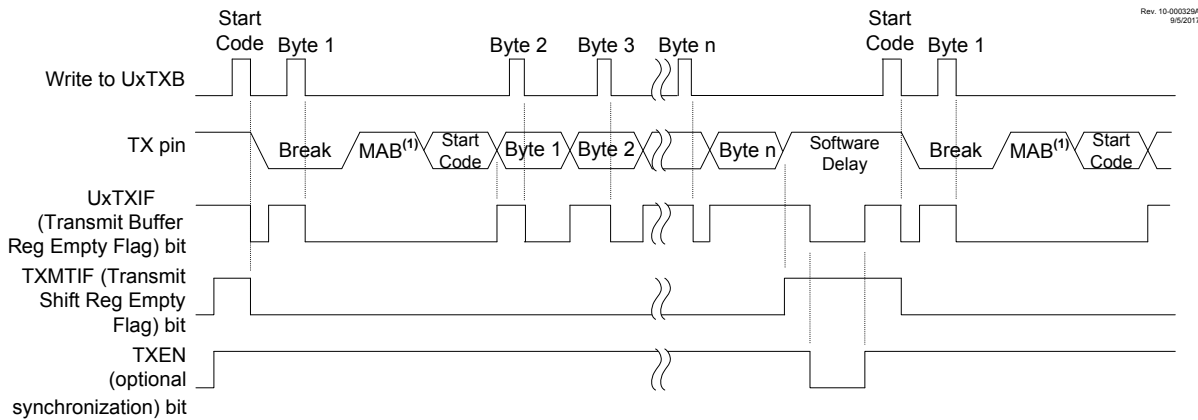 Rev. 10-000329A
9/5/2017
Start
Code
Byte 1
Byte 2
Byte 3
Byte n
Start
Code
Byte 1
Write to UxTXB
TX pin
Break
MAB(1)
Start
Code
Byte 1
Byte 2
Byte n
Software
Delay
Break
MAB(1)
Start
Code
UxTXIF
(Transmit Buffer
Reg Empty Flag) bit
TXMTIF (Transmit
Shift Reg Empty
Flag) bit
TXEN
(optional
synchronization) bit